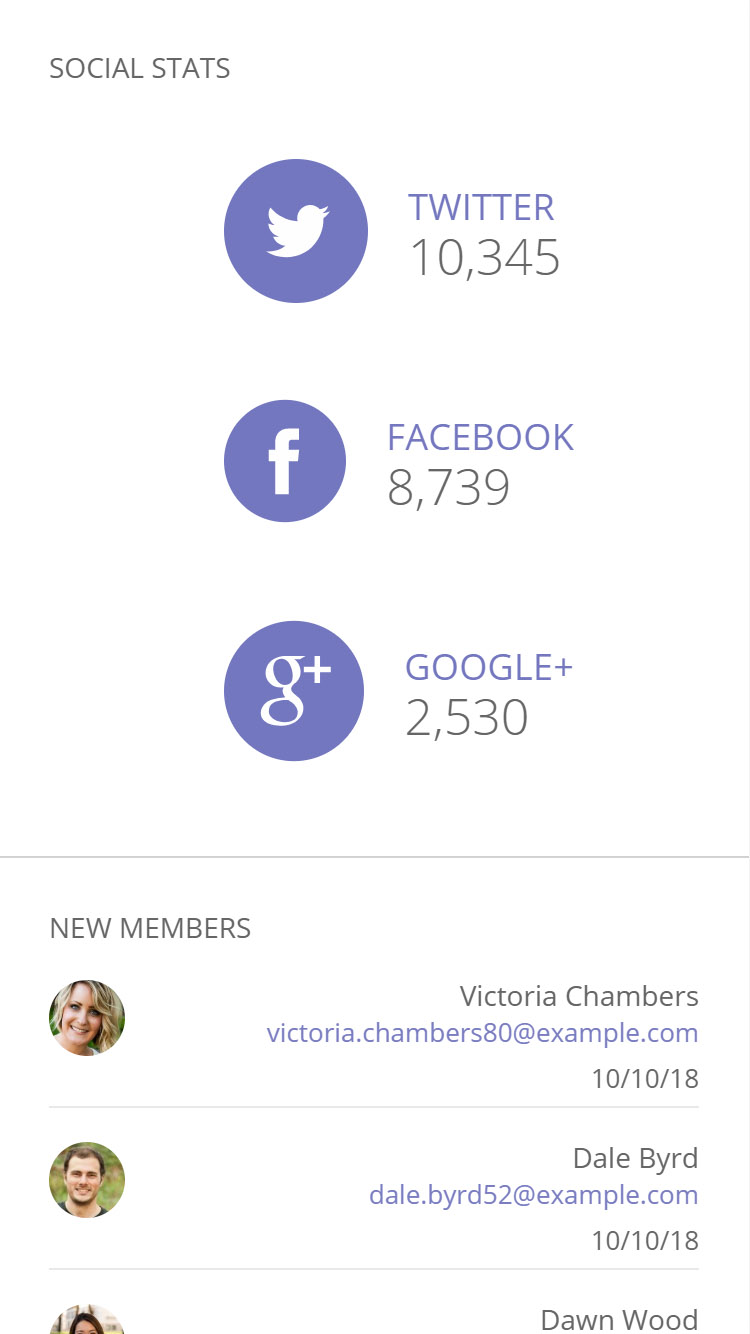 SOCIAL STATS
TWITTER
10,345
FACEBOOK
8,739
g+
GOOGLE+
2,530
NEW MEMBERS
Victoria Chambers
victoria.chambers80@example.com
10/10/18
Dale Byrd
dale.byrd52@example.com
10/10/18
Dawn Wood